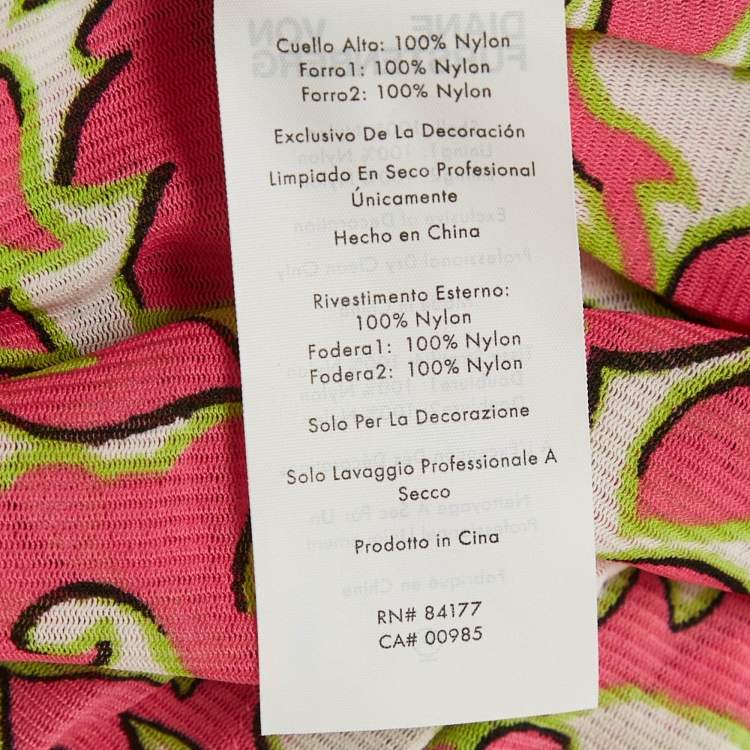 Cuello Alto: 100% Nylon
Forro1: 100% Nylon
Forro2: 100% Nylon
Exclusivo De La Decoración
Limpiado En Seco Profesional
Únicamente
Hecho en China
Rivestimento Esterno:
100% Nylon
Fodera1: 100% Nylon
Fodera2: 100% Nylon
Solo Per La Decorazione
Solo Lavaggio Professionale A
Secco
Prodotto in Cina
RN# 84177
CA# 00985